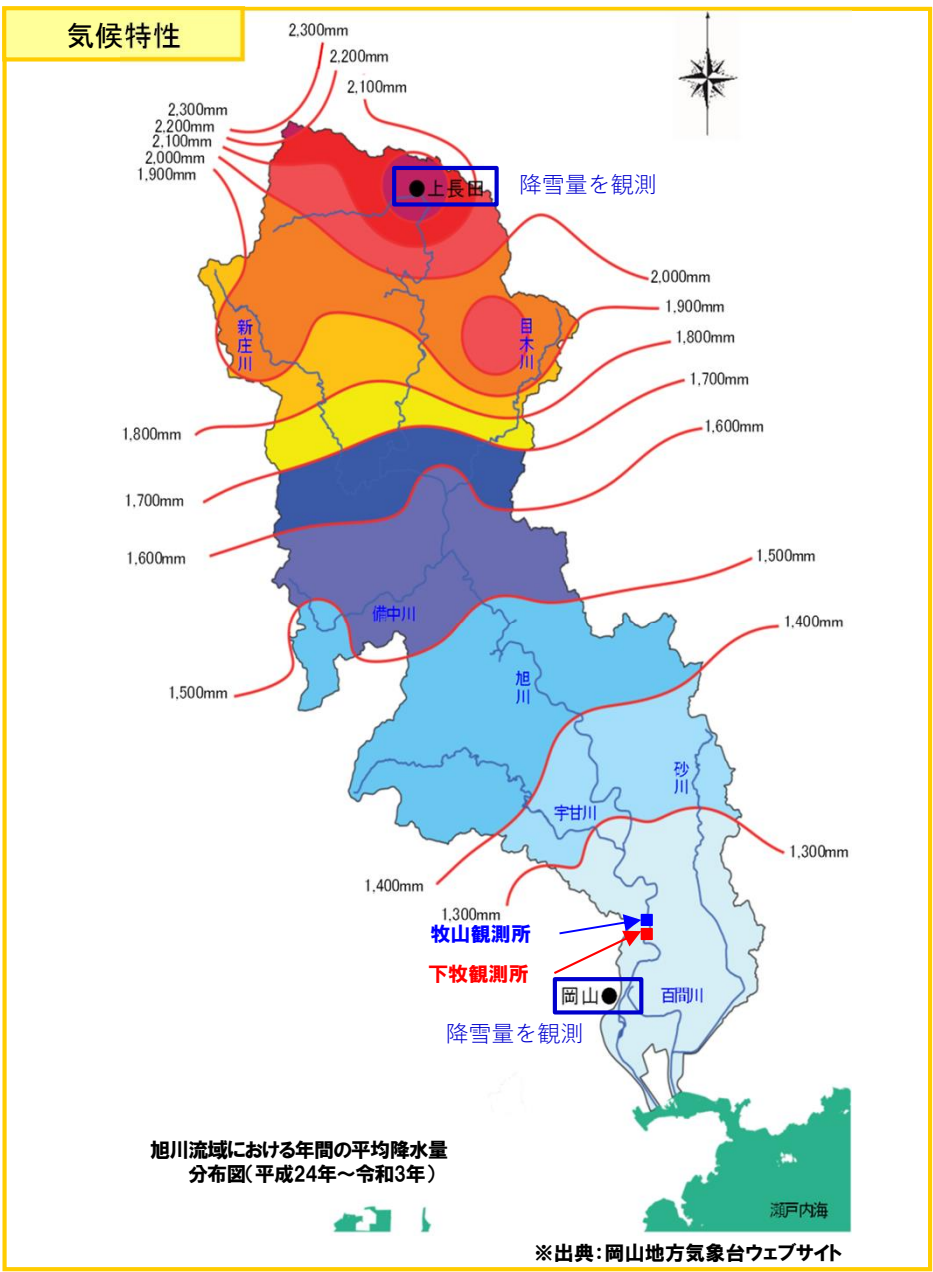 気候特性
2,300mm
2,200mm
2,100mm
2,300mm
2,200mm
2,100mm
2,000mm
1,900mm
●上長田
降雪量を観測
2,000mm
1,900mm
1,800mm
1,700mm
1,600mm
新庄川
目木川
1,800mm
1,700mm
1,600mm
1,500mm
備中川
1,400mm
1,500mm
旭川
砂川
宇甘川
1,300mm
1,400mm
1,300mm
牧山観測所
下牧観測所
岡山●
百間川
降雪量を観測
旭川流域における年間の平均降水量
分布図(平成24年～令和3年)
瀬戸内海
※出典：岡山地方気象台ウェブサイト